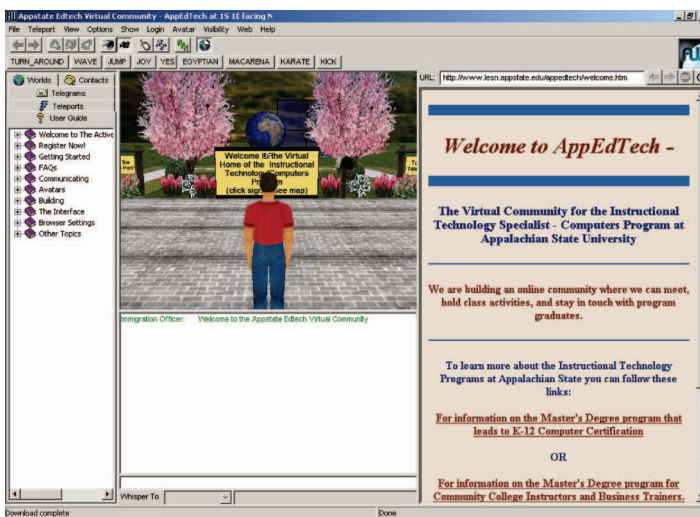 Appstate Edtech Virtual Community - AppEdTech at 1S 1E facing N
File Teleport View Options Show Login Avatar Visibility Web Help
TURN_AROUND WAVE JUMP JOY YES EGYPTIAN MACARENA KARATE KICK
Worlds Contacts
Telegrams
Teleports
User Guide
Welcome to The Active
Register Now!
Getting Started
FAQs
Communicating
Avatars
Building
The Interface
Browser Settings
Other Topics
Welcome to the Virtual
Home of the Instructional
Technology Computers
(click see map)
Immigration Officer: Welcome to the Appstate Edtech Virtual Community
Whisper To
URL: http://www.lesn.appstate.edu/appedtech/welcome.htm
Welcome to AppEdTech -
The Virtual Community for the Instructional
Technology Specialist - Computers Program at
Appalachian State University
We are building an online community where we can meet,
hold class activities, and stay in touch with program
graduates.
To learn more about the Instructional Technology
Programs at Appalachian State you can follow these
links:
For information on the Master's Degree program that
leads to K-12 Computer Certification
OR
For information on the Master's Degree program for
Community College Instructors and Business Trainers.
Download complete
Done